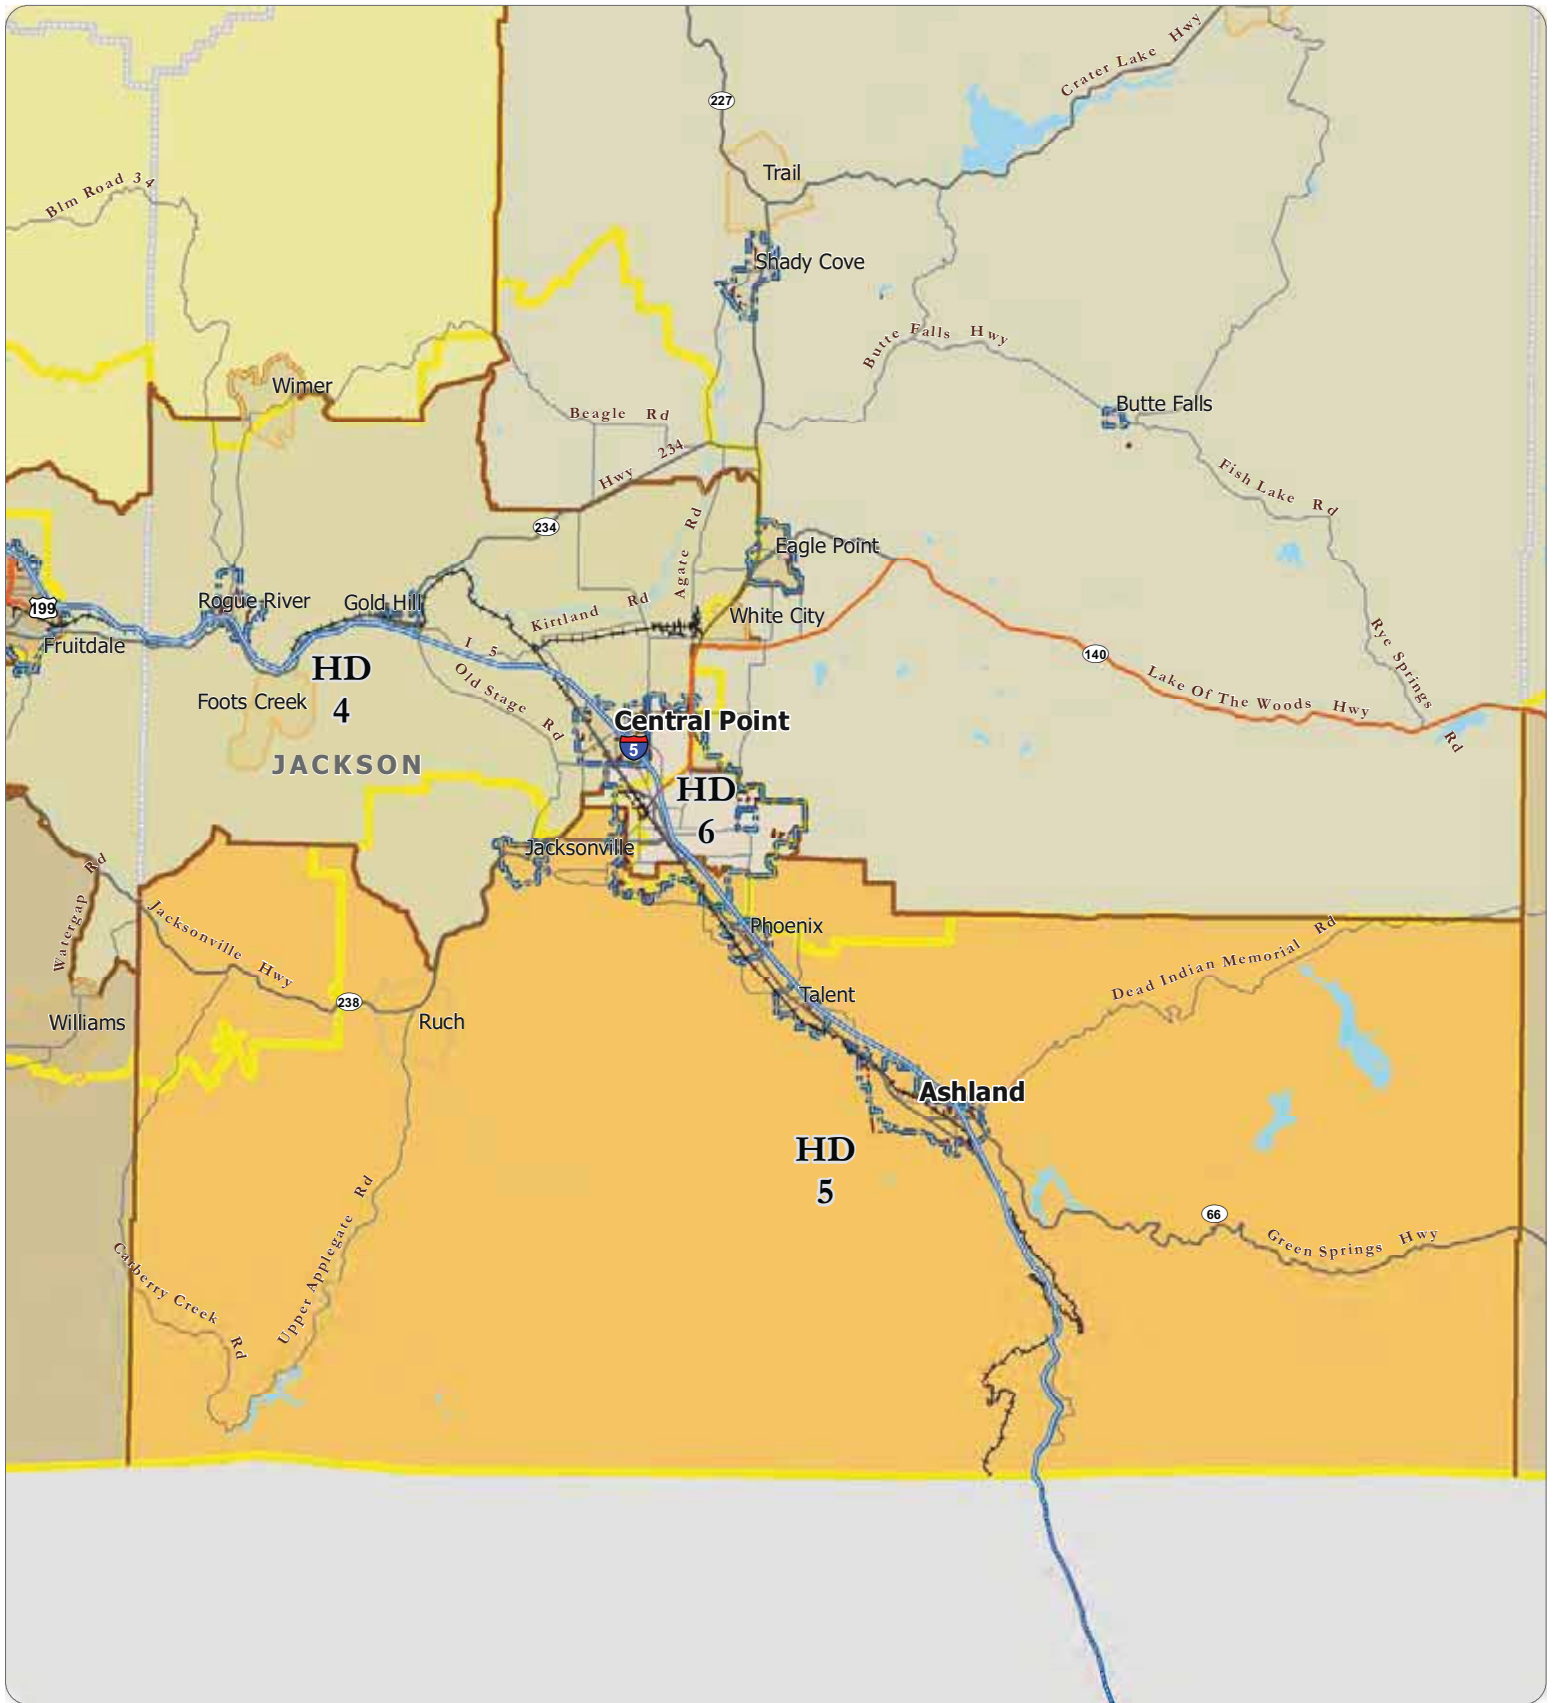 Crater Lake Hwy
227
Trail
Blm Road 34
Shady Cove
Butte Falls Hwy
Wimer
Butte Falls
Beagle Rd
Hwy 234
Fish Lake Rd
234
Agate Rd
Eagle Point
199
Rogue River
Gold Hill
Kirtland Rd
White City
Fruitdale
I 5
140
Rye Springs Rd
HD
4
Old Stage Rd
Lake Of The Woods Hwy
Foots Creek
Central Point
5
JACKSON
HD
6
Jacksonville
Watergap Rd
Jacksonville Hwy
Phoenix
Dead Indian Memorial Rd
238
Talent
Williams
Ruch
Ashland
HD
5
Upper Applegate Rd
66
Green Springs Hwy
Carberry Creek Rd